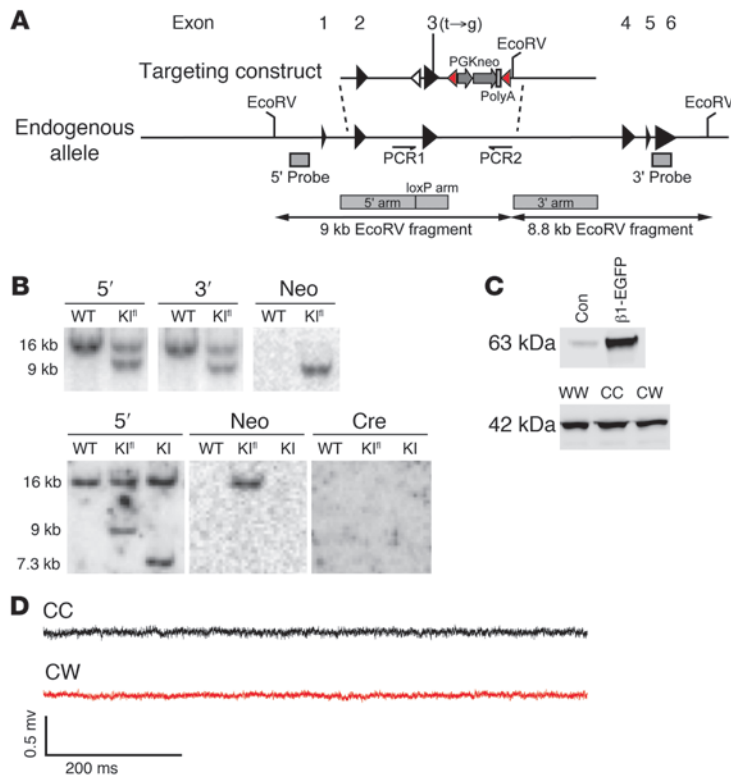 A
Exon 1 2 3 (t→g) 4 5 6
EcoRV
Targeting construct
PGKneo
PolyA
EcoRV
EcoRV
Endogenous
allele
PCR1
PCR2
5' Probe
3' Probe
loxP arm
5' arm
3' arm
9 kb EcoRV fragment
8.8 kb EcoRV fragment
B
5′ 3′ Neo
WT KIfl WT KIfl WT KIfl
16 kb
9 kb
5′ Neo Cre
WT KIfl KI WT KIfl KI WT KIfl KI
16 kb
9 kb
7.3 kb
C
Con
β1-EGFP
63 kDa
WW CC CW
42 kDa
D
CC
CW
0.5 mv
200 ms